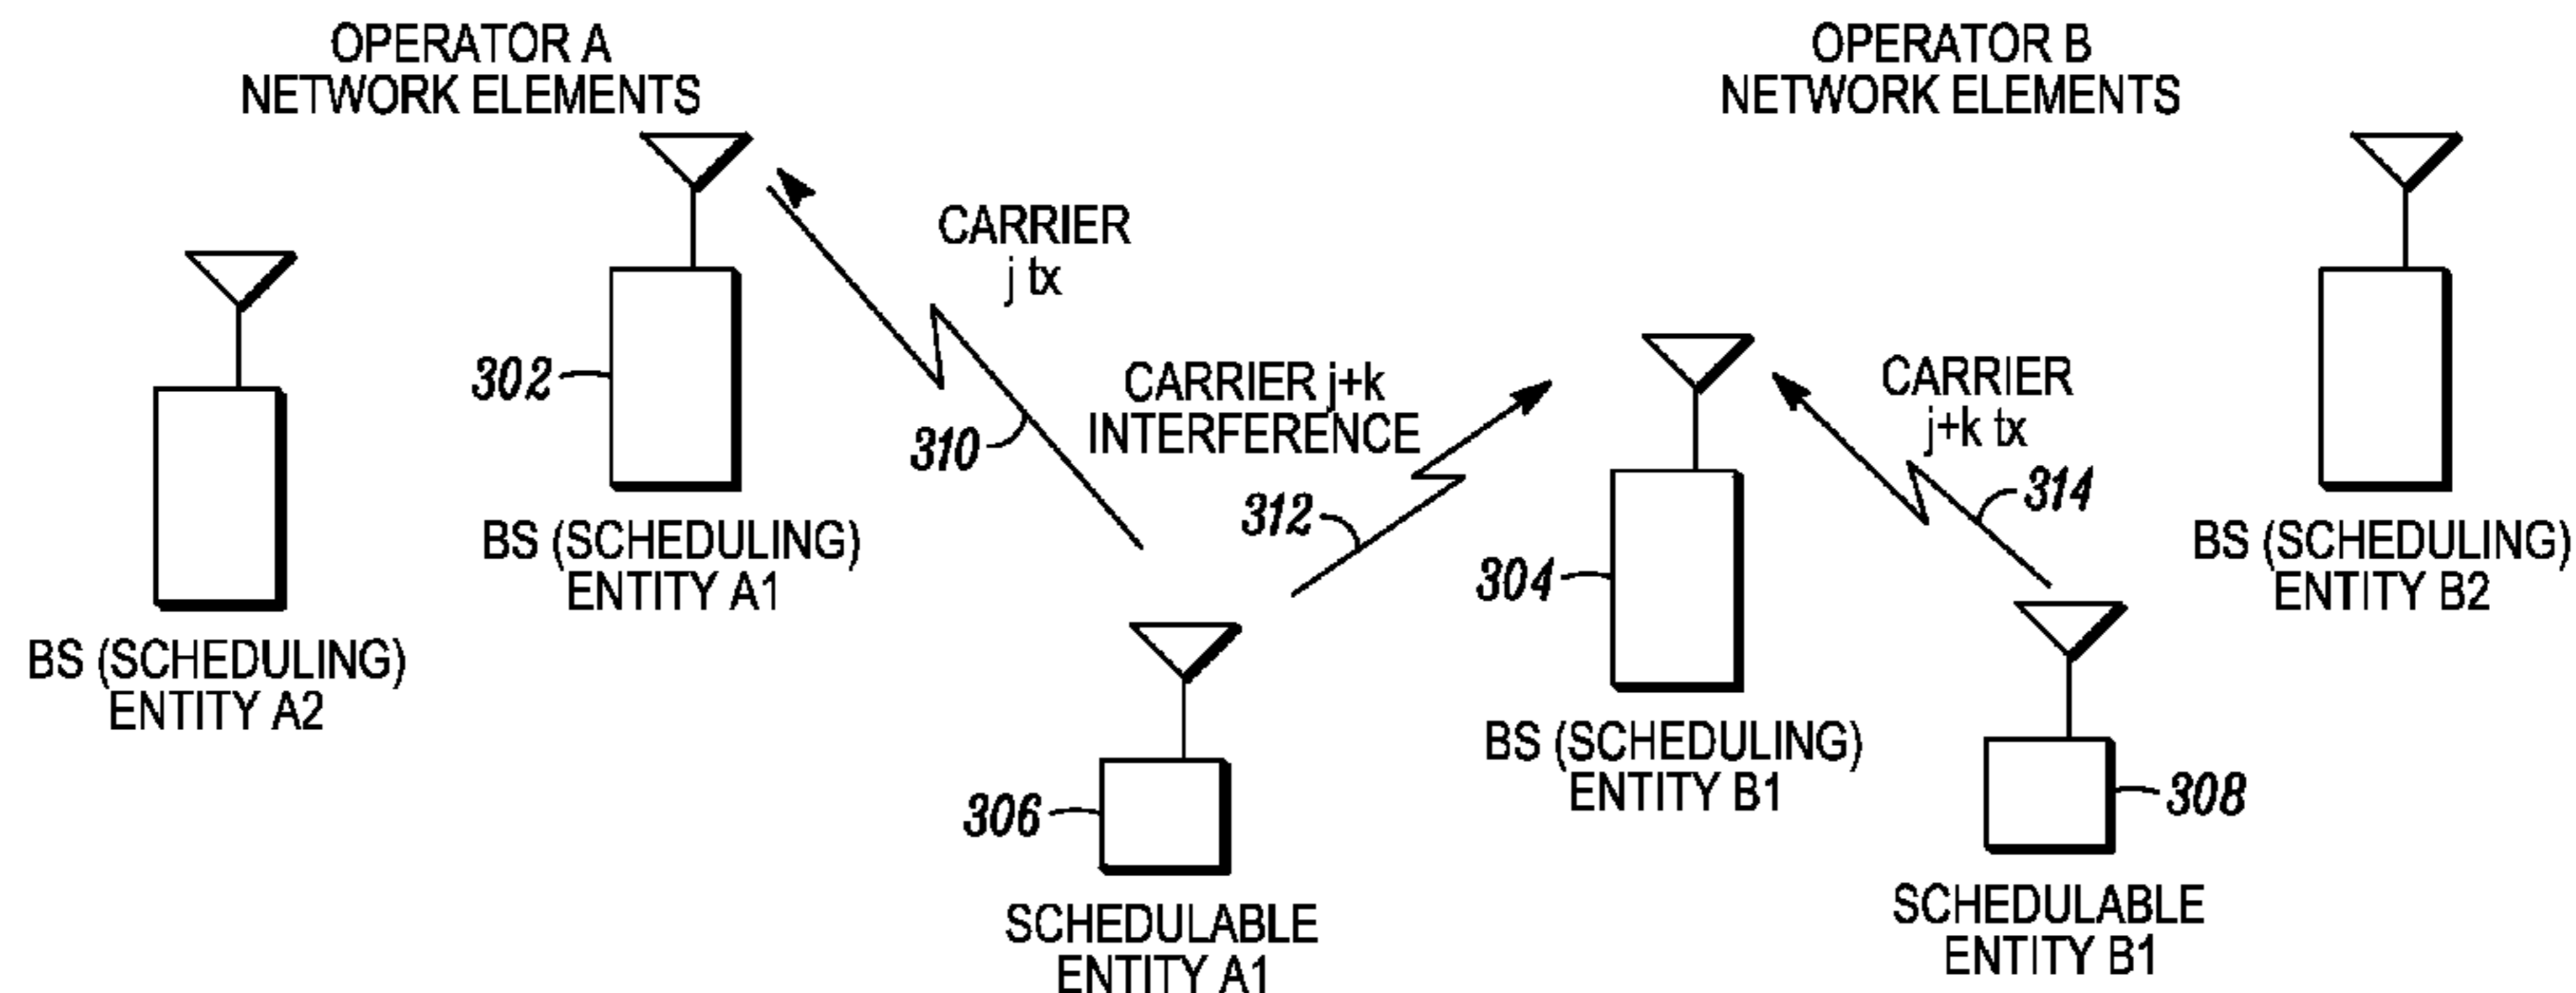 OPERATOR A
NETWORK ELEMENTS
OPERATOR B
NETWORK ELEMENTS
CARRIER
j tx
302
310
CARRIER j+k
INTERFERENCE
312
CARRIER
j+k tx
314
304
BS (SCHEDULING)
ENTITY A2
BS (SCHEDULING)
ENTITY A1
BS (SCHEDULING)
ENTITY B1
BS (SCHEDULING)
ENTITY B2
306
308
SCHEDULABLE
ENTITY A1
SCHEDULABLE
ENTITY B1